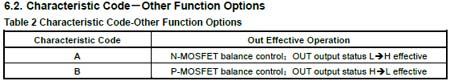 6.2. Characteristic Code－Other Function Options
Table 2 Characteristic Code-Other Function Options
Characteristic Code Out Effective Operation
A N-MOSFET balance control；OUT output status L→H effective
B P-MOSFET balance control；OUT output status H→L effective